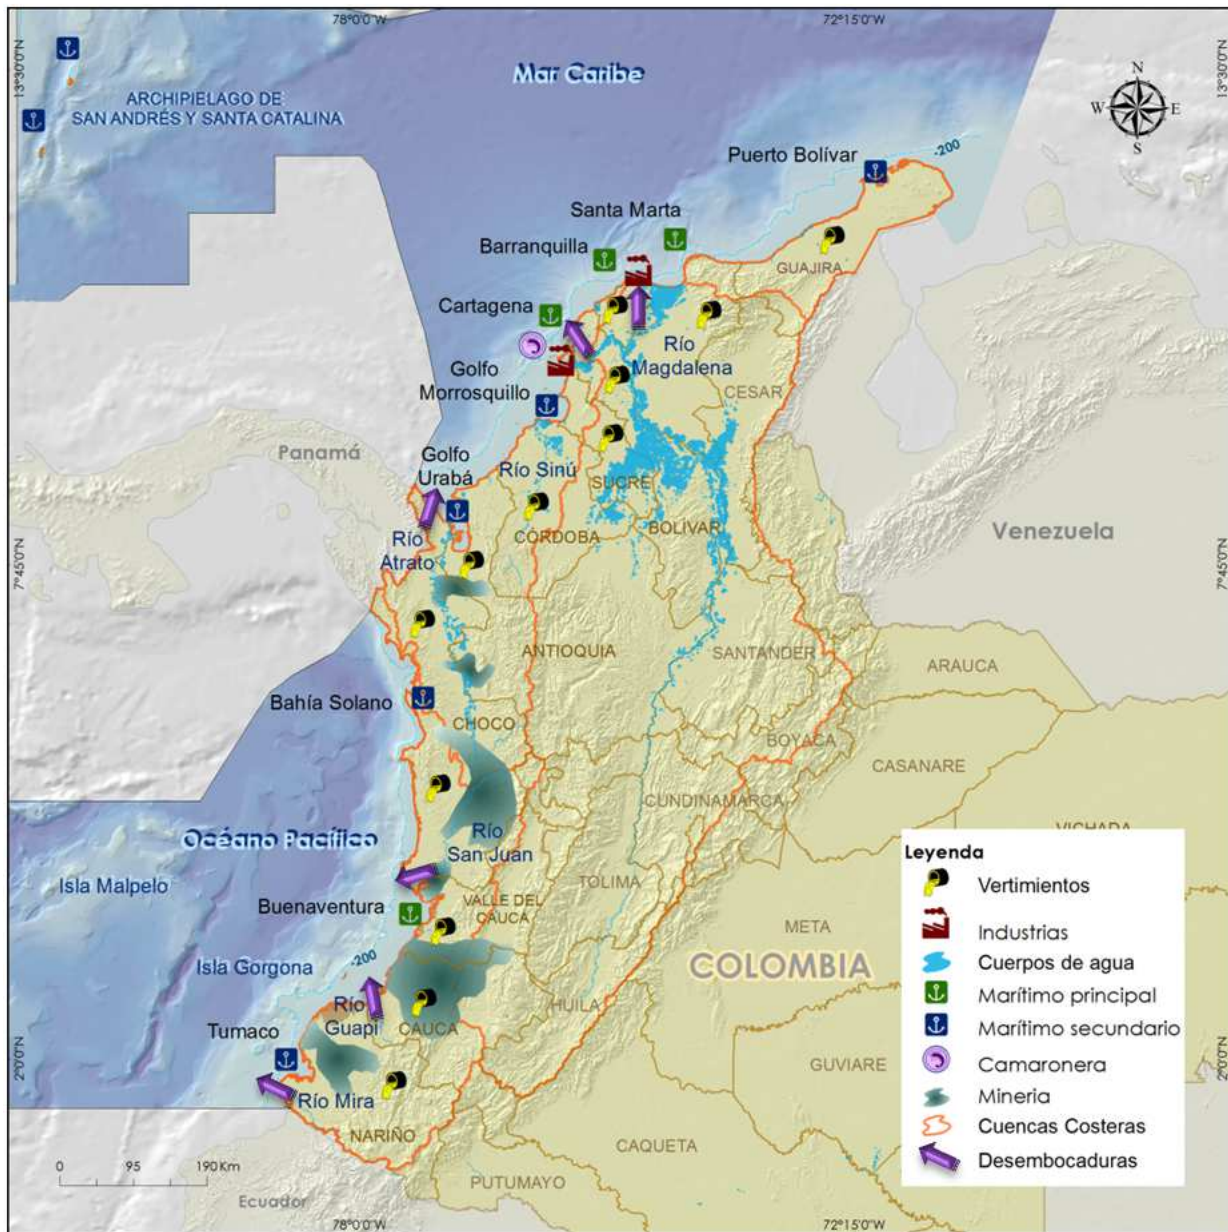 78°0'0"W
72°15'0"W
13°30'0"N
13°30'0"N
Mar Caribe
ARCHIPIELAGO DE
SAN ANDRÉS Y SANTA CATALINA
N
W
E
S
-200
Puerto Bolívar
Santa Marta
Barranquilla
GUAJIRA
Cartagena
Río
Magdalena
Golfo
Morrosquillo
CESAR
Panamá
Golfo
Urabá
Río Sinú
SUCRE
BOLÍVAR
CÓRDOBA
Venezuela
Río
Atrato
7°45'0"N
7°45'0"N
ANTIOQUIA
SANTANDER
ARAUCA
Bahía Solano
CHOCO
BOYACA
CASANARE
CUNDINAMARCA
VICHADA
Océano Pacífico
Río
San Juan
Isla Malpelo
TOLIMA
Buenaventura
VALLE DEL
CAUCA
META
COLOMBIA
Isla Gorgona
-200
HUILA
Río
Guapi
CAUCA
Tumaco
GUVIARE
2°0'0"N
2°0'0"N
Río Mira
NARIÑO
CAQUETA
PUTUMAYO
Ecuador
0
95
190 Km
Leyenda
Vertimientos
Industrias
Cuerpos de agua
Marítimo principal
Marítimo secundario
Camaronera
Mineria
Cuencas Costeras
Desembocaduras
78°0'0"W
72°15'0"W